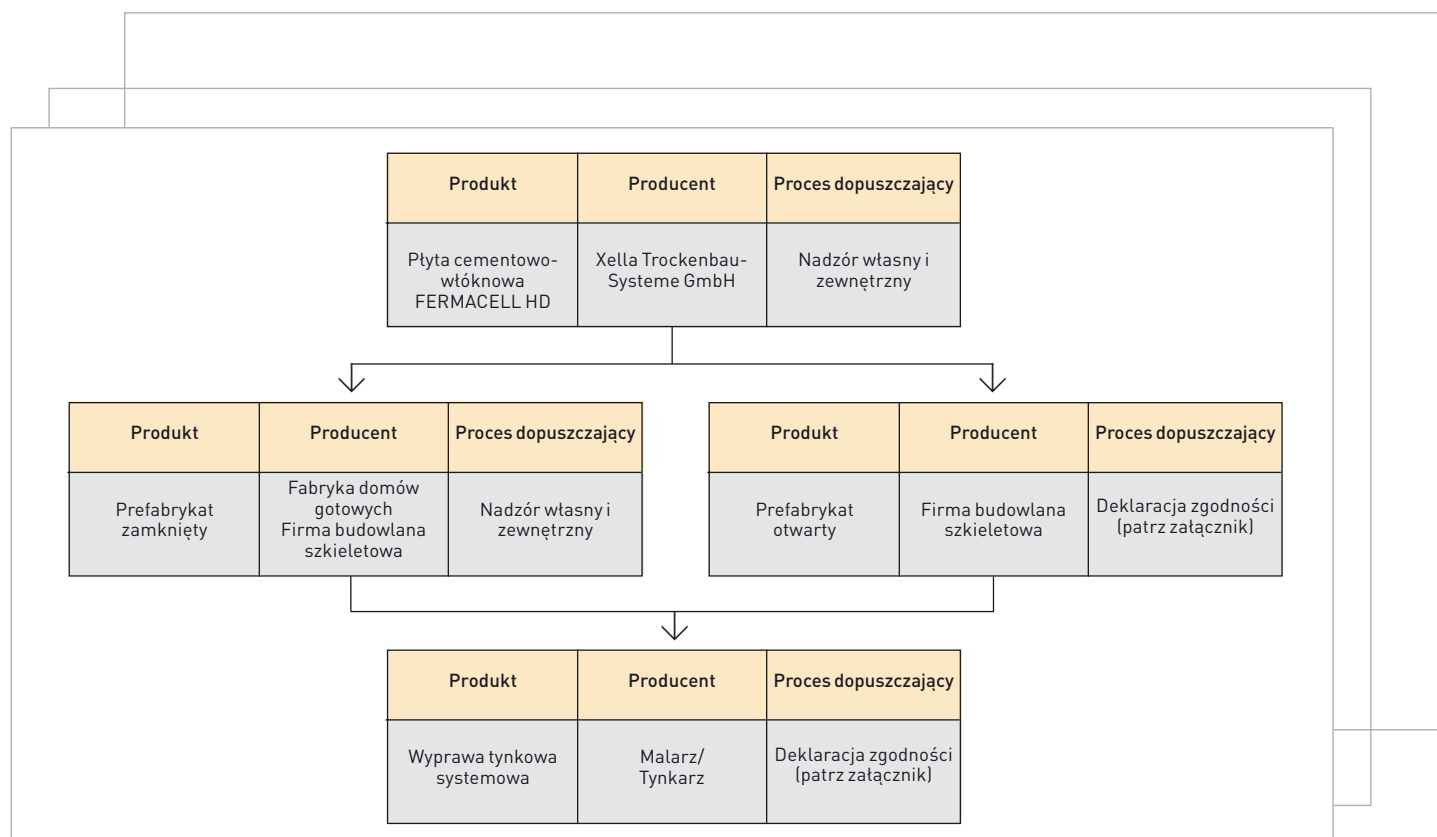 Produkt Producent Proces dopuszczający
Płyta cementowo-
włóknowa
FERMACELL HD
Xella Trockenbau-
Systeme GmbH
Nadzór własny i
zewnętrzny
Produkt Producent Proces dopuszczający
Prefabrykat
zamknięty
Fabryka domów
gotowych
Firma budowlana
szkieletowa
Nadzór własny i
zewnętrzny
Produkt Producent Proces dopuszczający
Prefabrykat
otwarty
Firma budowlana
szkieletowa
Deklaracja zgodności
(patrz załącznik)
Produkt Producent Proces dopuszczający
Wyprawa tynkowa
systemowa
Malarz/
Tynkarz
Deklaracja zgodności
(patrz załącznik)